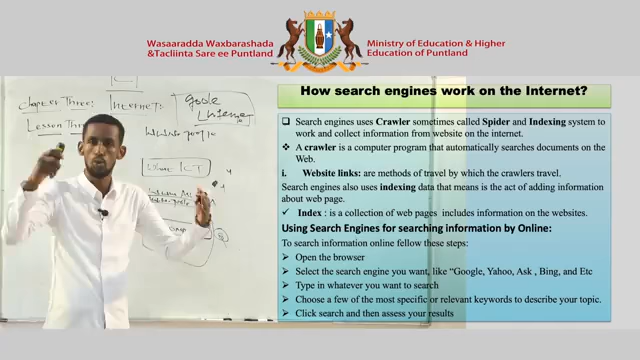 Wasaaradda Waxbarashada
&Tacliinta Sare ee Puntland
Ministry of Education & Higher
Education of Puntland
Chapter Three: Internet:
Lesson Thr
How search engines work on the Internet?
❑ Search engines uses Crawler sometimes called Spider and Indexing system to
work and collect information from website on the internet.
❖ A crawler is a computer program that automatically searches documents on the
Web.
i. Website links: are methods of travel by which the crawlers travel.
Search engines also uses indexing data that means is the act of adding information
about web page.
✓ Index : is a collection of web pages includes information on the websites.
Using Search Engines for searching information by Online:
To search information online fellow these steps:
➢ Open the browser
➢ Select the search engine you want, like “Google, Yahoo, Ask , Bing, and Etc
➢ Type in whatever you want to search
➢ Choose a few of the most specific or relevant keywords to describe your topic.
➢ Click search and then assess your results